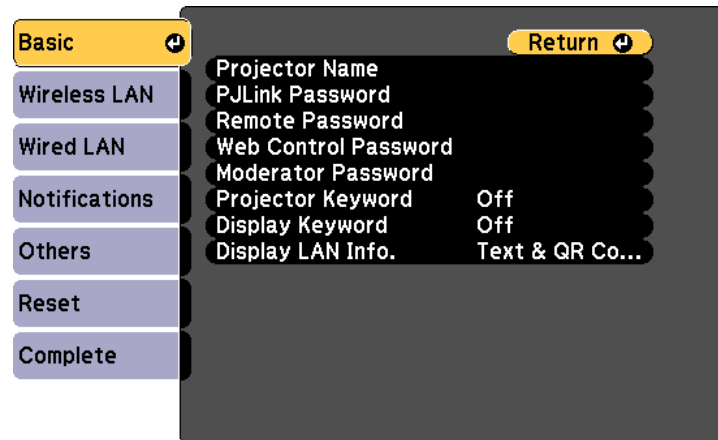 Basic
Wireless LAN
Wired LAN
Notifications
Others
Reset
Complete
Return
Projector Name
PJLink Password
Remote Password
Web Control Password
Moderator Password
Projector Keyword Off
Display Keyword Off
Display LAN Info. Text & QR Co...